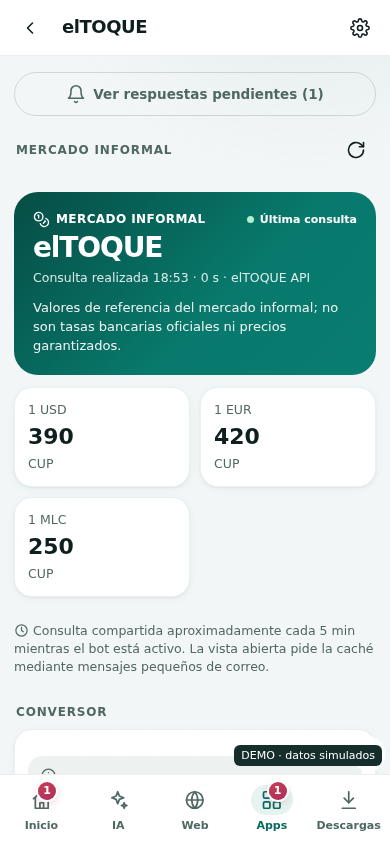 elTOQUE
Ver respuestas pendientes (1)
MERCADO INFORMAL
MERCADO INFORMAL
Última consulta
elTOQUE
Consulta realizada 18:53 · 0 s · elTOQUE API
Valores de referencia del mercado informal; no
son tasas bancarias oficiales ni precios
garantizados.
1 USD
390
CUP
1 EUR
420
CUP
1 MLC
250
CUP
Consulta compartida aproximadamente cada 5 min
mientras el bot está activo. La vista abierta pide la caché
mediante mensajes pequeños de correo.
CONVERSOR
DEMO · datos simulados
1
Inicio
IA
Web
1
Apps
Descargas